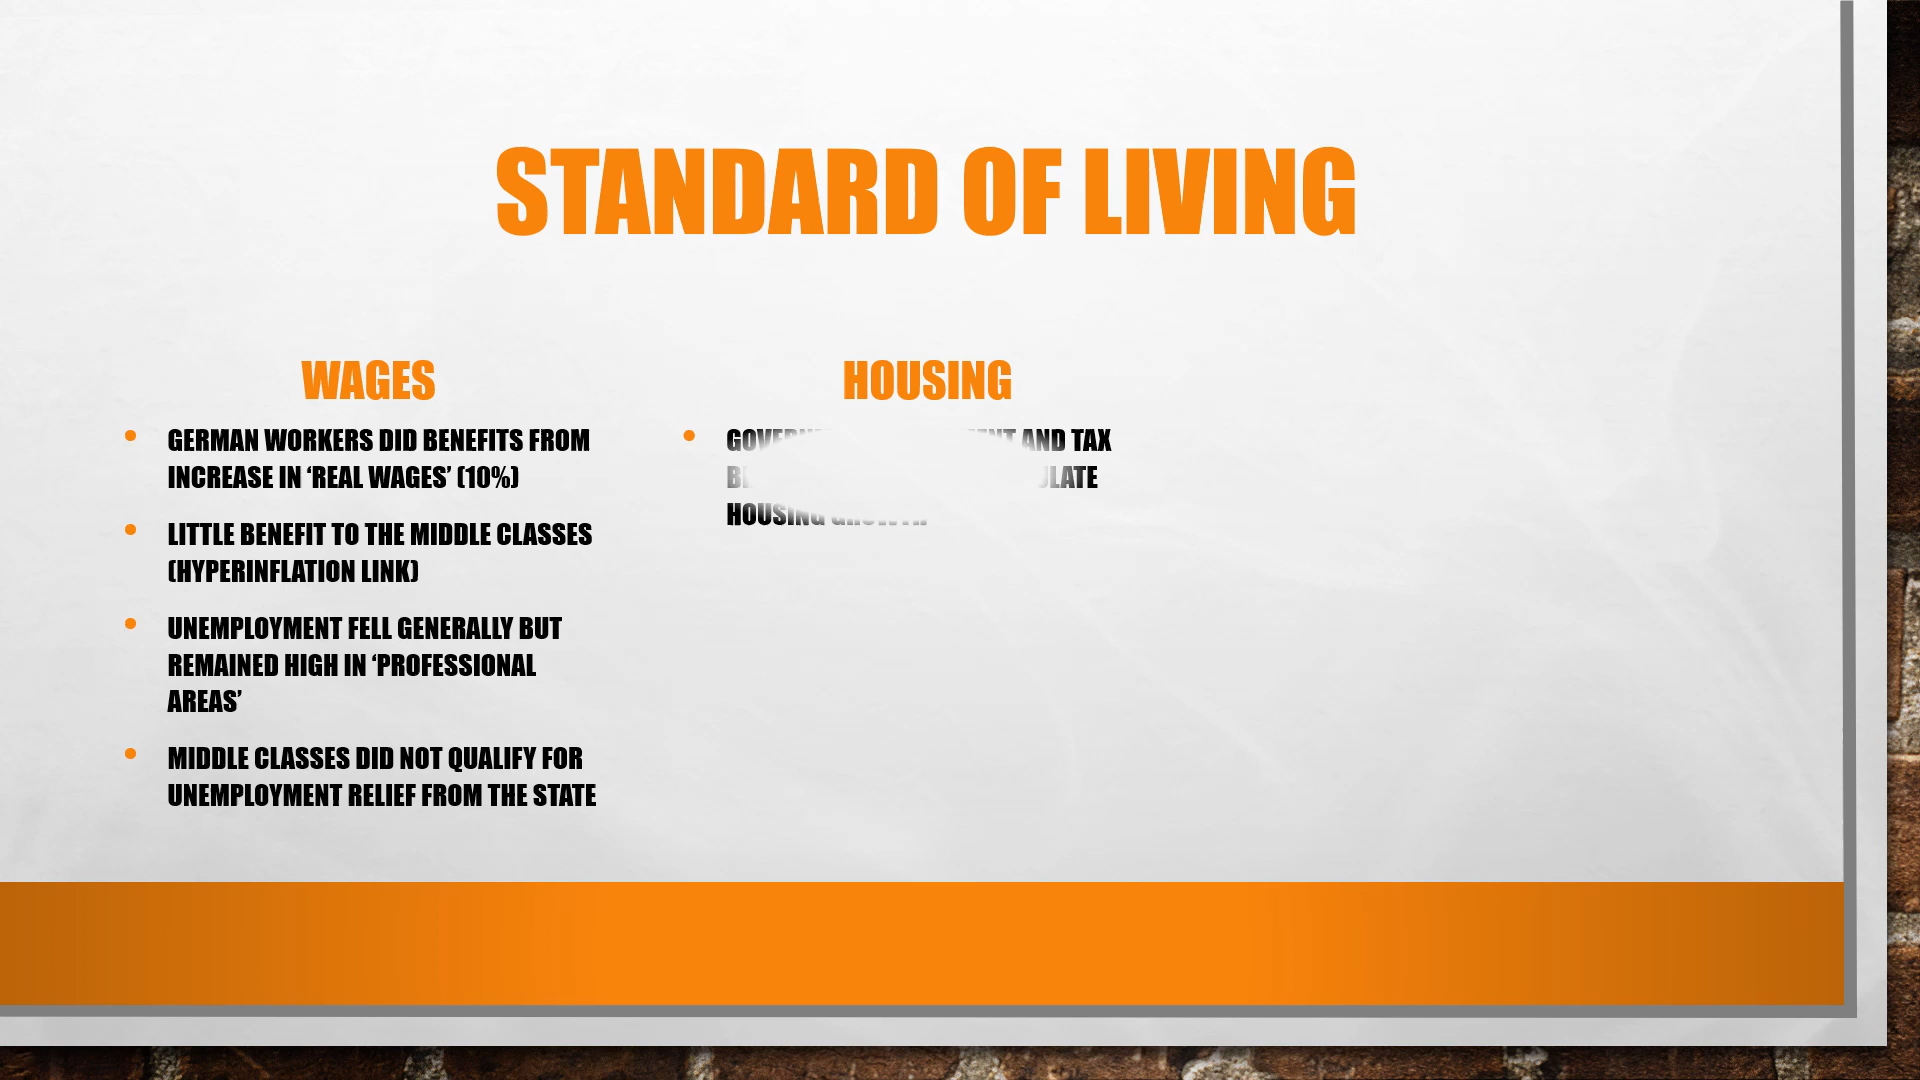 STANDARD OF LIVING
WAGES
GERMAN WORKERS DID BENEFITS FROM
INCREASE IN ‘REAL WAGES’ (10%)
LITTLE BENEFIT TO THE MIDDLE CLASSES
(HYPERINFLATION LINK)
UNEMPLOYMENT FELL GENERALLY BUT
REMAINED HIGH IN ‘PROFESSIONAL
AREAS’
MIDDLE CLASSES DID NOT QUALIFY FOR
UNEMPLOYMENT RELIEF FROM THE STATE
HOUSING
AND TAX
HOUSING GROWTH